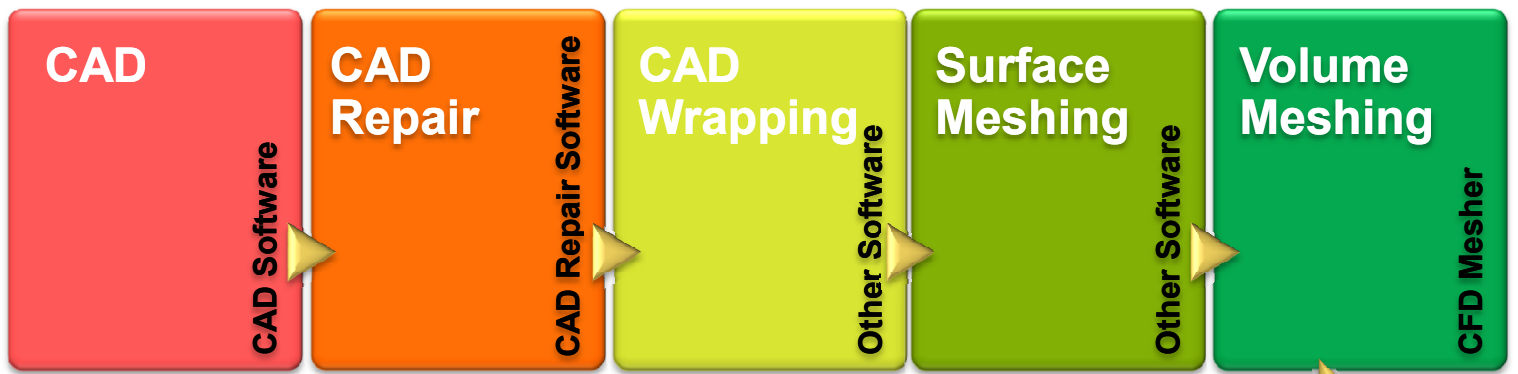 CAD
CAD Software
CAD
Repair
CAD Repair Software
CAD
Wrapping
Other Software
Surface
Meshing
Other Software
Volume
Meshing
CFD Mesher